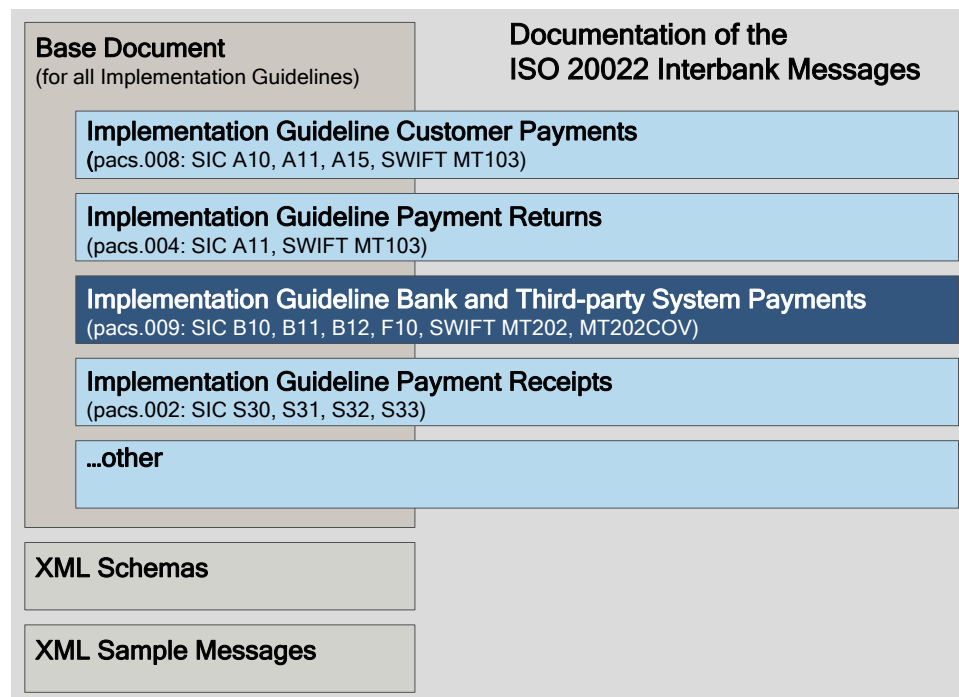 Base Document
(for all Implementation Guidelines)
Documentation of the
ISO 20022 Interbank Messages
Implementation Guideline Customer Payments
(pacs.008: SIC A10, A11, A15, SWIFT MT103)
Implementation Guideline Payment Returns
(pacs.004: SIC A11, SWIFT MT103)
Implementation Guideline Bank and Third-party System Payments
(pacs.009: SIC B10, B11, B12, F10, SWIFT MT202, MT202COV)
Implementation Guideline Payment Receipts
(pacs.002: SIC S30, S31, S32, S33)
...other
XML Schemas
XML Sample Messages